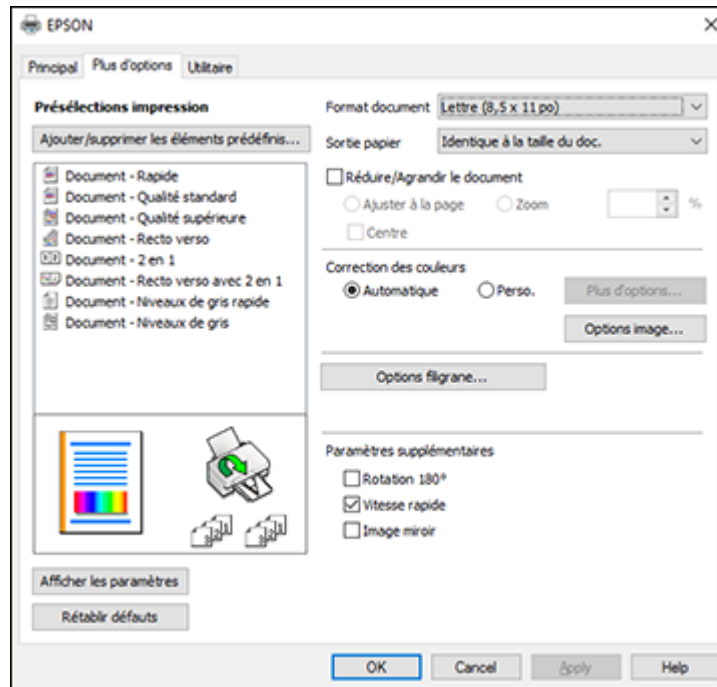 EPSON
Principal Plus d'options Utilitaire
Présélections impression
Ajouter/supprimer les éléments prédéfinis...
Document - Rapide
Document - Qualité standard
Document - Qualité supérieure
Document - Recto verso
Document - 2 en 1
Document - Recto verso avec 2 en 1
Document - Niveaux de gris rapide
Document - Niveaux de gris
Afficher les paramètres
Rétablir défauts
Format document Lettre (8,5 x 11 po)
Sortie papier Identique à la taille du doc.
Réduire/Agrandir le document
Ajuster à la page Zoom %
Centre
Correction des couleurs
Automatique Perso. Plus d'options...
Options image...
Options filigrane...
Paramètres supplémentaires
Rotation 180°
Vitesse rapide
Image miroir
OK Cancel Apply Help